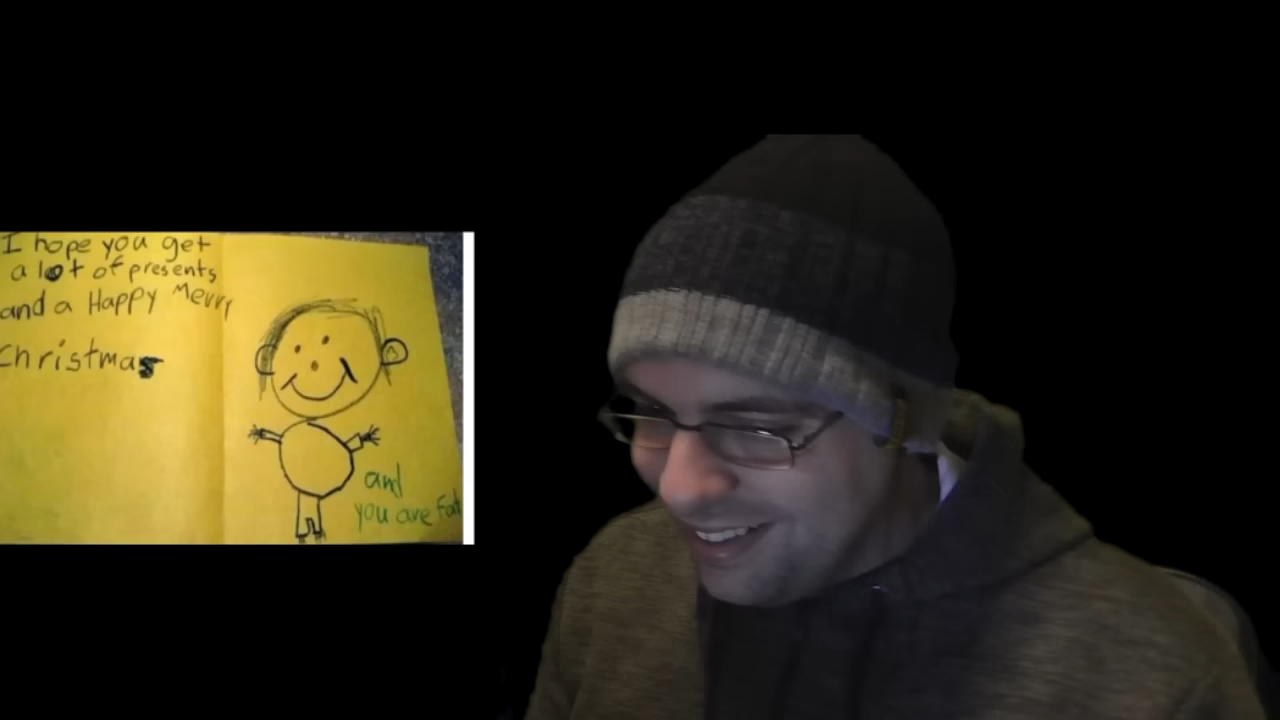 I hope you get
a lot of presents
and a Happy Merry
Christmas
and
you are Fat